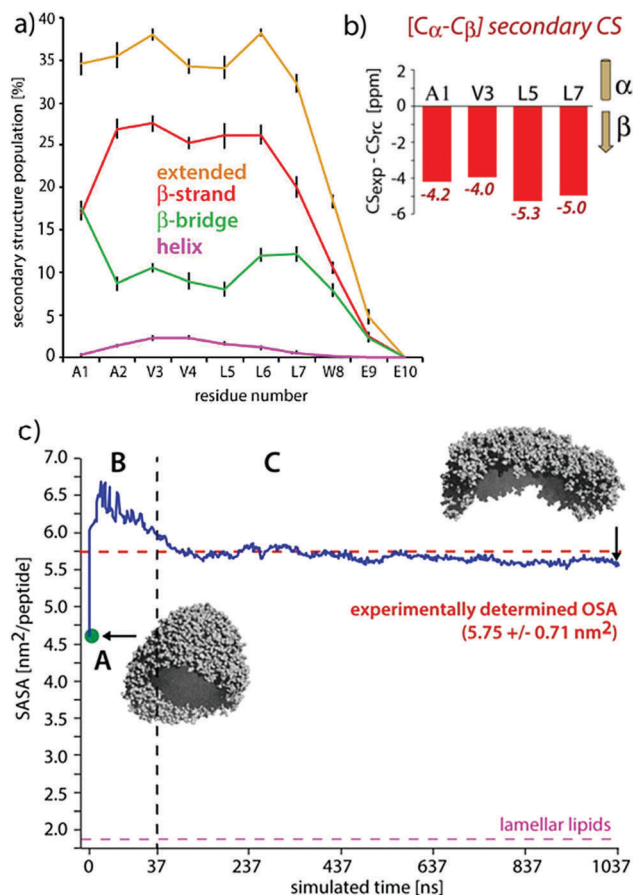 a)
secondary structure population [%]
40
35
30
25
20
15
10
5
0
extended
β-strand
β-bridge
helix
A1 A2 V3 V4 L5 L6 L7 W8 E9 E10
residue number
b)
[Cα-Cβ] secondary CS
CSexp - CSrc [ppm]
2
0
-2
-4
-6
A1 V3 L5 L7
-4.2 -4.0 -5.3 -5.0
α
β
c)
SASA [nm2/peptide]
7.0
6.5
6.0
5.5
5.0
4.5
4.0
3.5
3.0
2.5
2.0
B C
A
experimentally determined OSA
(5.75 +/- 0.71 nm2)
lamellar lipids
0 37 237 437 637 837 1037
simulated time [ns]